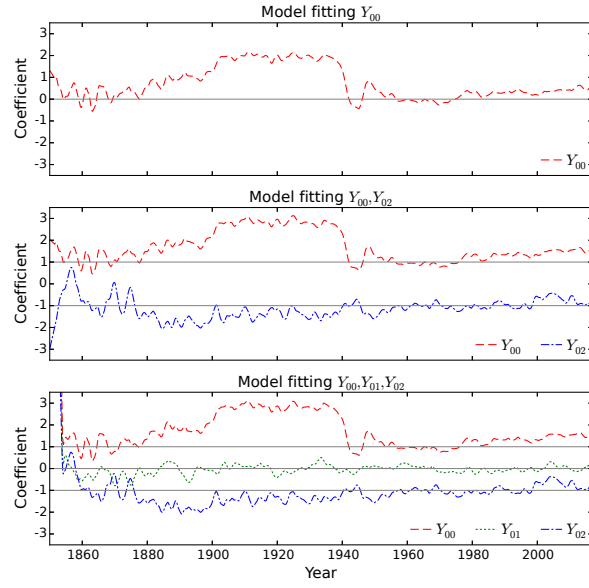 Model fitting Y₀₀
Coefficient
3
2
1
0
-1
-2
-3
Y₀₀
Model fitting Y₀₀,Y₀₂
Coefficient
3
2
1
0
-1
-2
-3
Y₀₀ Y₀₂
Model fitting Y₀₀,Y₀₁,Y₀₂
Coefficient
3
2
1
0
-1
-2
-3
Y₀₀ Y₀₁ Y₀₂
1860 1880 1900 1920 1940 1960 1980 2000
Year